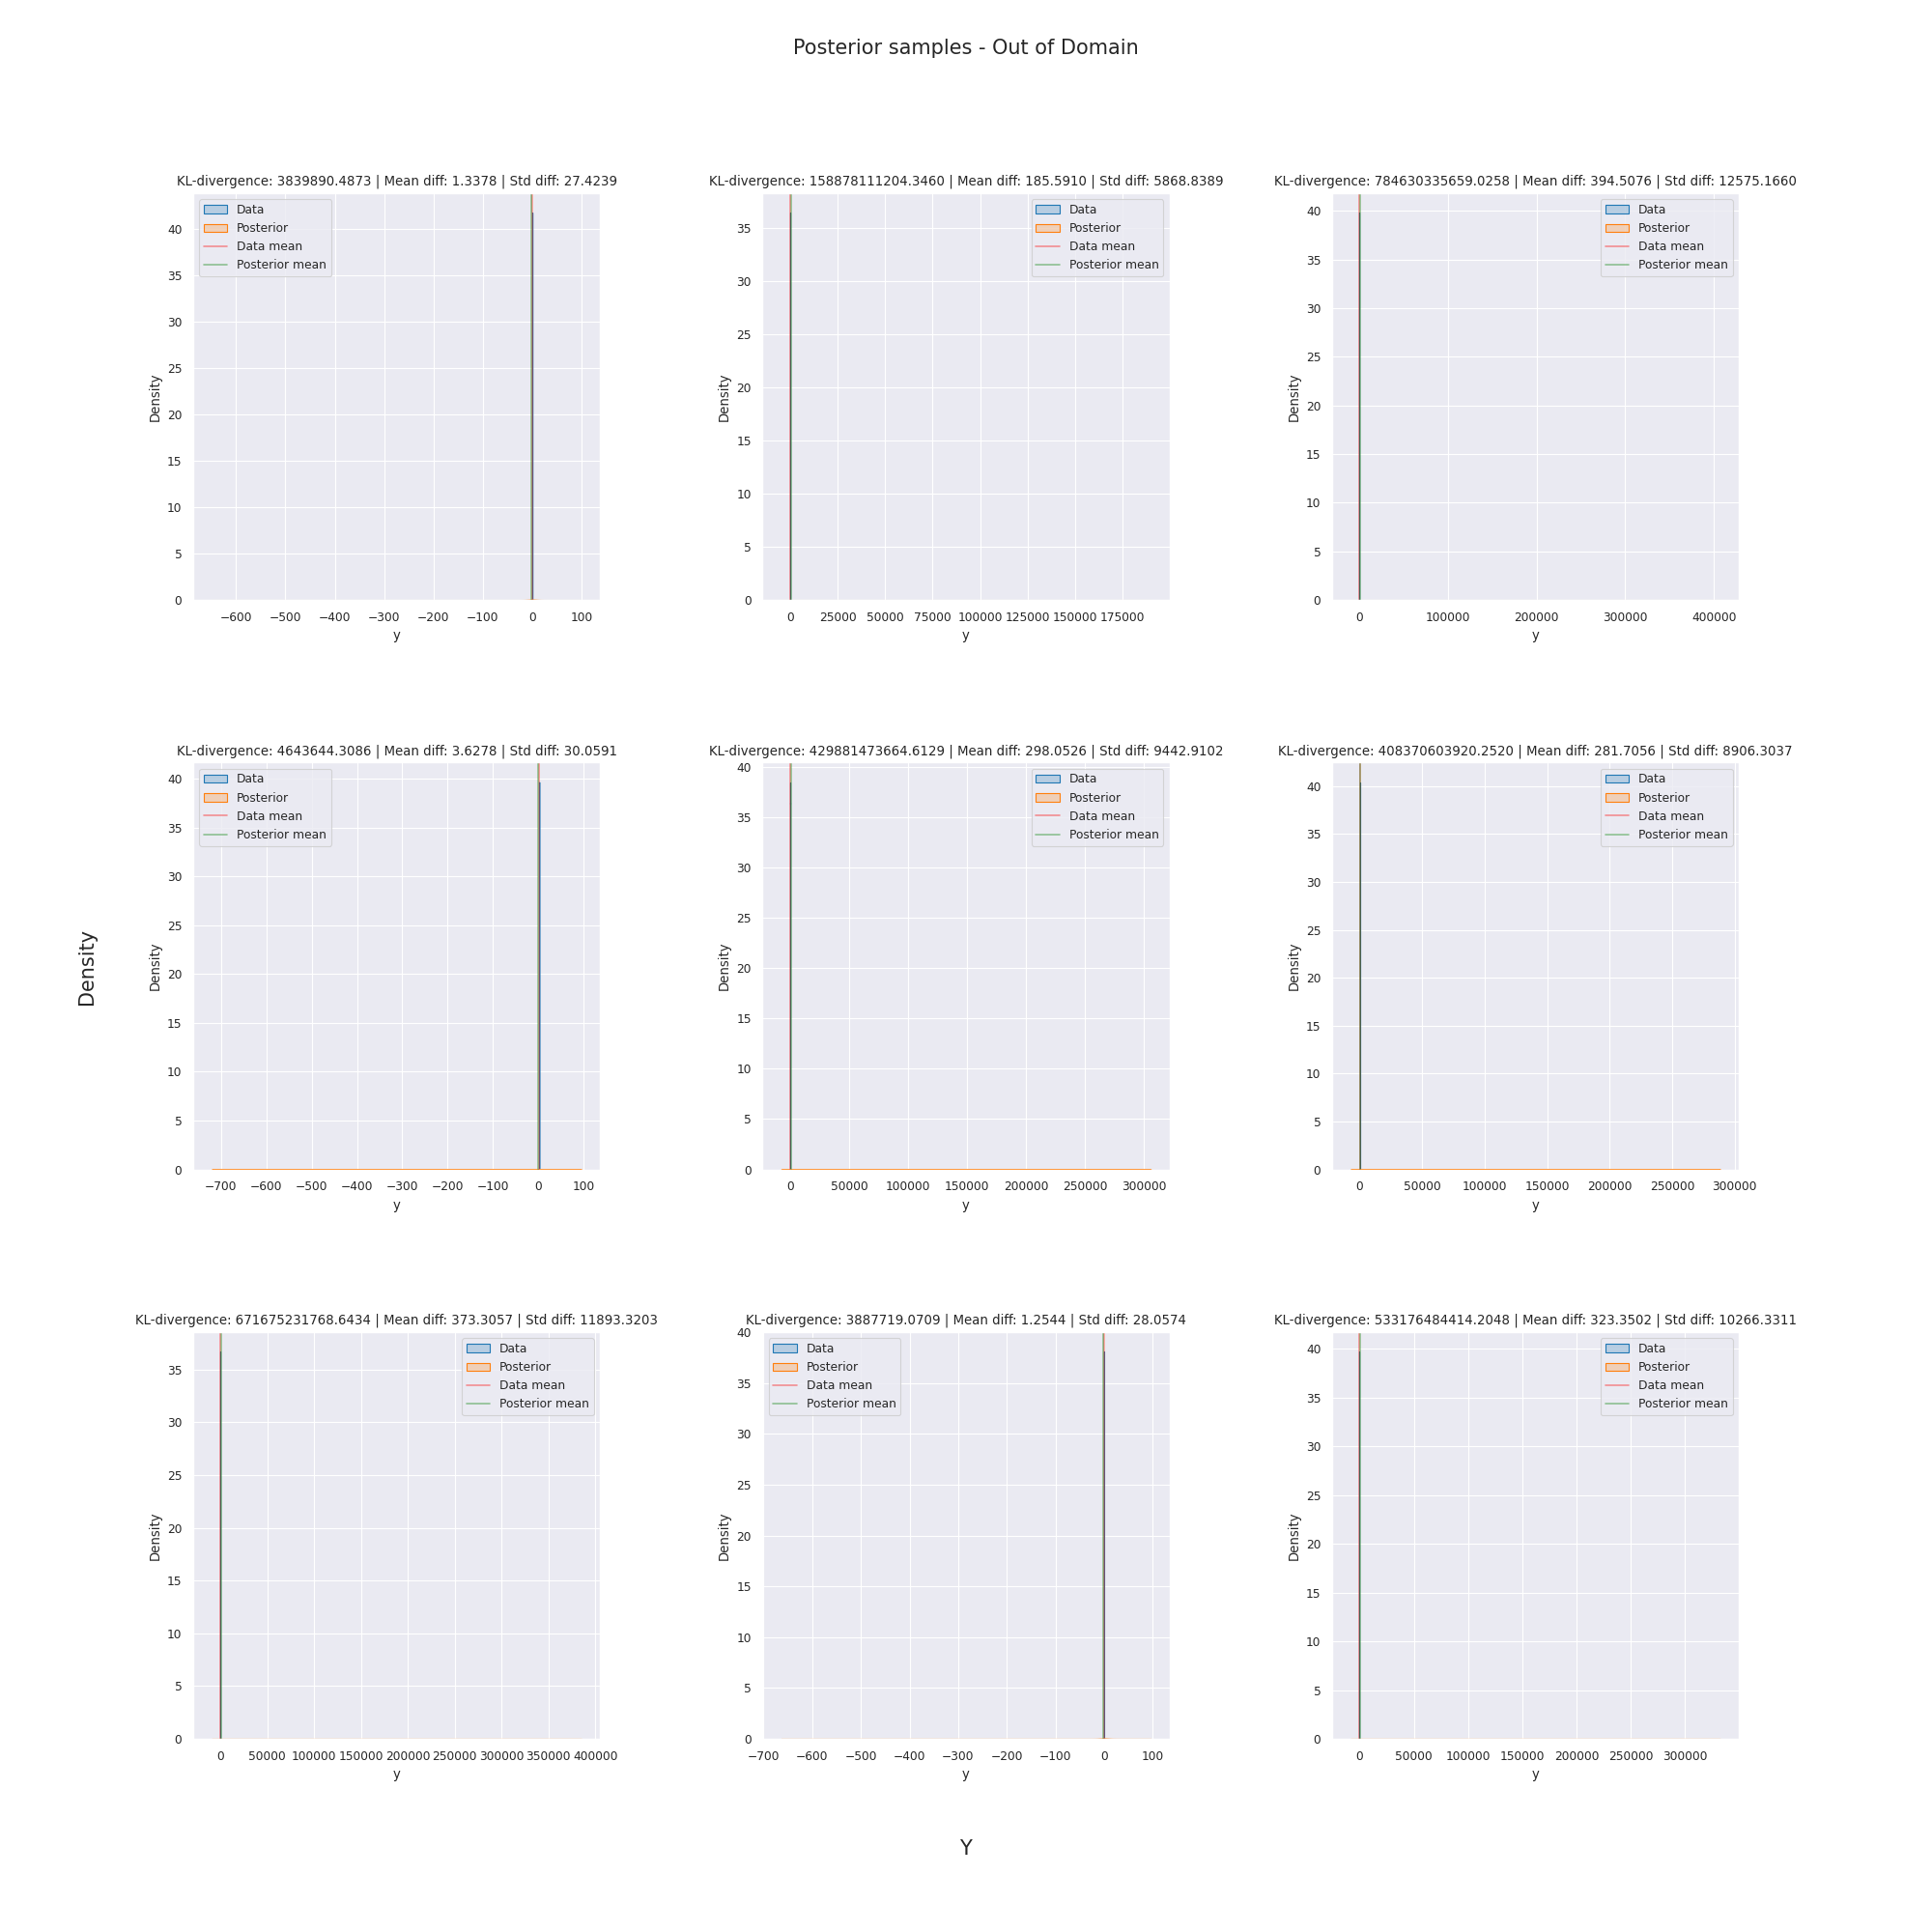 Posterior samples - Out of Domain
KL-divergence: 3839890.4873 | Mean diff: 1.3378 | Std diff: 27.4239
Data
Posterior
Data mean
Posterior mean
40
35
30
25
20
15
10
5
0
Density
−600 −500 −400 −300 −200 −100 0 100
y
KL-divergence: 158878111204.3460 | Mean diff: 185.5910 | Std diff: 5868.8389
Data
Posterior
Data mean
Posterior mean
35
30
25
20
15
10
5
0
Density
0 25000 50000 75000 100000 125000 150000 175000
y
KL-divergence: 784630335659.0258 | Mean diff: 394.5076 | Std diff: 12575.1660
Data
Posterior
Data mean
Posterior mean
40
35
30
25
20
15
10
5
0
Density
0 100000 200000 300000 400000
y
KL-divergence: 4643644.3086 | Mean diff: 3.6278 | Std diff: 30.0591
Data
Posterior
Data mean
Posterior mean
40
35
30
25
20
15
10
5
0
Density
−700 −600 −500 −400 −300 −200 −100 0 100
y
KL-divergence: 429881473664.6129 | Mean diff: 298.0526 | Std diff: 9442.9102
Data
Posterior
Data mean
Posterior mean
40
35
30
25
20
15
10
5
0
Density
0 50000 100000 150000 200000 250000 300000
y
KL-divergence: 408370603920.2520 | Mean diff: 281.7056 | Std diff: 8906.3037
Data
Posterior
Data mean
Posterior mean
40
35
30
25
20
15
10
5
0
Density
0 50000 100000 150000 200000 250000 300000
y
Density
KL-divergence: 671675231768.6434 | Mean diff: 373.3057 | Std diff: 11893.3203
Data
Posterior
Data mean
Posterior mean
35
30
25
20
15
10
5
0
Density
0 50000 100000 150000 200000 250000 300000 350000 400000
y
KL-divergence: 3887719.0709 | Mean diff: 1.2544 | Std diff: 28.0574
Data
Posterior
Data mean
Posterior mean
40
35
30
25
20
15
10
5
0
Density
−700 −600 −500 −400 −300 −200 −100 0 100
y
KL-divergence: 533176484414.2048 | Mean diff: 323.3502 | Std diff: 10266.3311
Data
Posterior
Data mean
Posterior mean
40
35
30
25
20
15
10
5
0
Density
0 50000 100000 150000 200000 250000 300000
y
Y